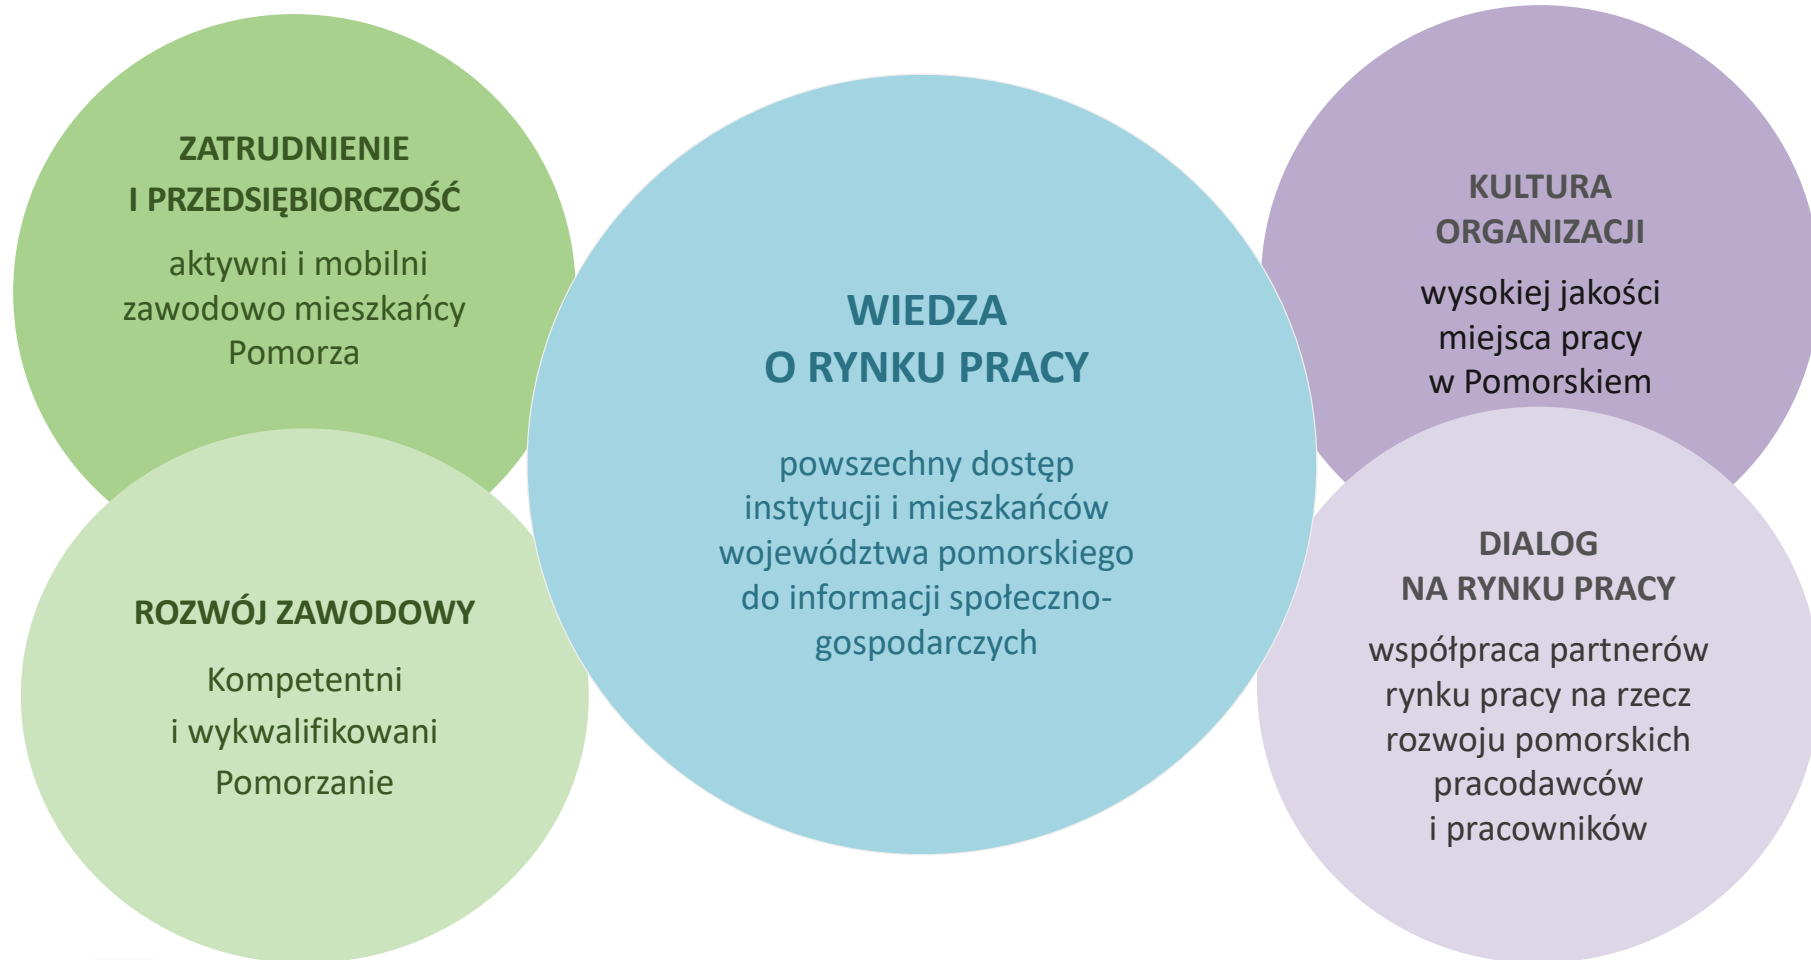 ZATRUDNIENIE
I PRZEDSIĘBIORCZOŚĆ
aktywni i mobilni
zawodowo mieszkańcy
Pomorza
ROZWÓJ ZAWODOWY
Kompetentni
i wykwalifikowani
Pomorzanie
WIEDZA
O RYNKU PRACY
powszechny dostęp
instytucji i mieszkańców
województwa pomorskiego
do informacji społeczno-
gospodarczych
KULTURA
ORGANIZACJI
wysokiej jakości
miejsca pracy
w Pomorskiem
DIALOG
NA RYNKU PRACY
współpraca partnerów
rynku pracy na rzecz
rozwoju pomorskich
pracodawców
i pracowników